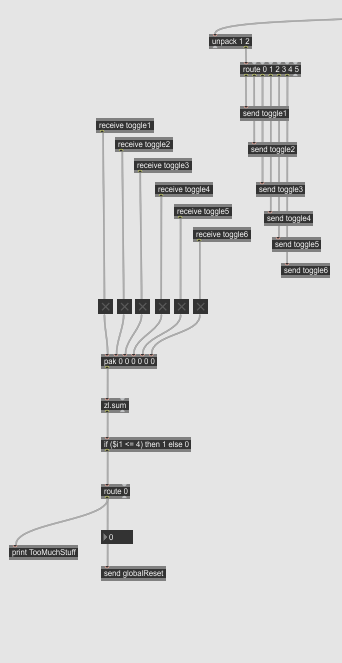 unpack 1 2
route 0 1 2 3 4 5
send toggle1
send toggle2
send toggle3
send toggle4
send toggle5
send toggle6
receive toggle1
receive toggle2
receive toggle3
receive toggle4
receive toggle5
receive toggle6
pak 0 0 0 0 0 0
zl.sum
if ($i1 <= 4) then 1 else 0
route 0
0
print TooMuchStuff
send globalReset